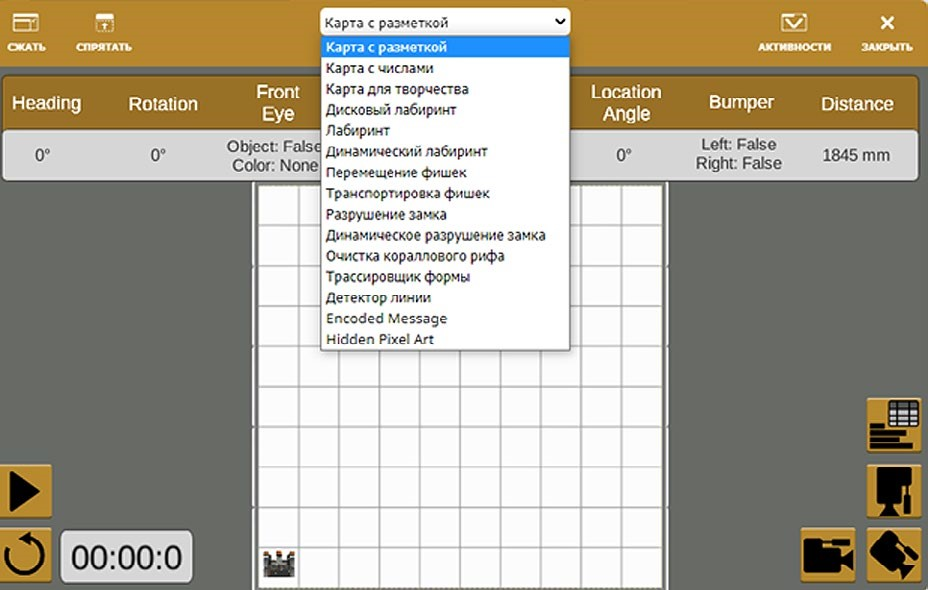 СЖАТЬ
СПРЯТАТЬ
Карта с разметкой
АКТИВНОСТИ
ЗАКРЫТЬ
Карта с разметкой
Карта с числами
Карта для творчества
Дисковый лабиринт
Лабиринт
Динамический лабиринт
Перемещение фишек
Транспортировка фишек
Разрушение замка
Динамическое разрушение замка
Очистка кораллового рифа
Трассировщик формы
Детектор линии
Encoded Message
Hidden Pixel Art
Heading
Rotation
Front
Eye
Location
Angle
Bumper
Distance
0°
0°
Object: False
Color: None
0°
Left: False
Right: False
1845 mm
00:00:0